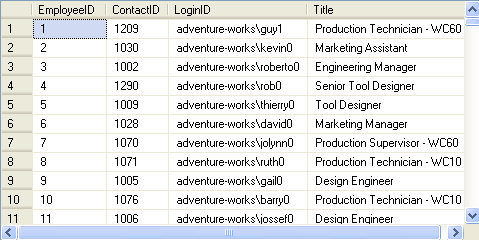 EmployeeID ContactID LoginID Title
1 1 1209 adventure-works\guy1 Production Technician - WC60
2 2 1030 adventure-works\kevin0 Marketing Assistant
3 3 1002 adventure-works\roberto0 Engineering Manager
4 4 1290 adventure-works\rob0 Senior Tool Designer
5 5 1009 adventure-works\thierry0 Tool Designer
6 6 1028 adventure-works\david0 Marketing Manager
7 7 1070 adventure-works\jolynn0 Production Supervisor - WC60
8 8 1071 adventure-works\ruth0 Production Technician - WC10
9 9 1005 adventure-works\gail0 Design Engineer
10 10 1076 adventure-works\barry0 Production Technician - WC10
11 11 1006 adventure-works\jossef0 Design Engineer